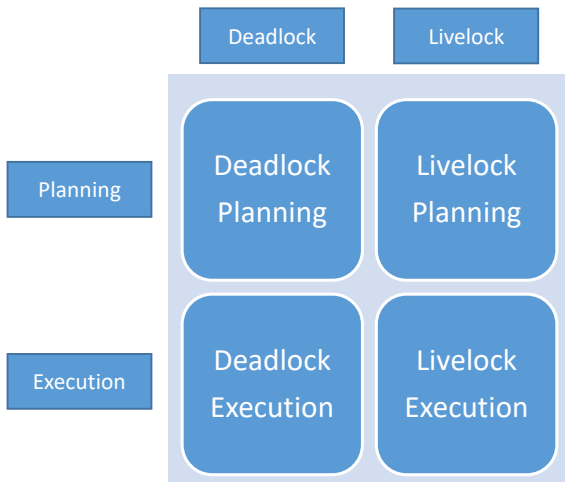 Deadlock
Livelock
Planning
Deadlock
Planning
Livelock
Planning
Execution
Deadlock
Execution
Livelock
Execution